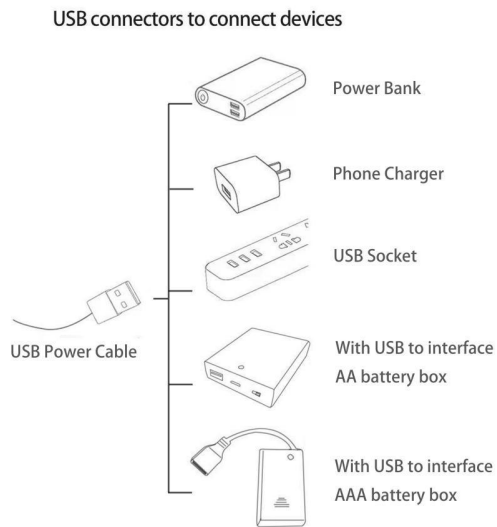 USB connectors to connect devices
Power Bank
Phone Charger
USB Socket
USB Power Cable
With USB to interface
AA battery box
With USB to interface
AAA battery box